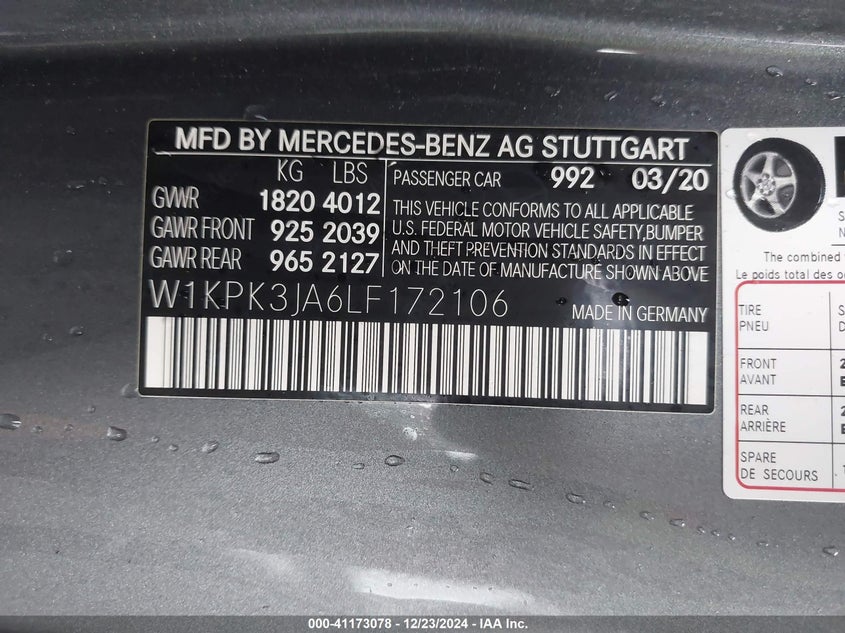 MFD BY MERCEDES-BENZ AG STUTTGART
KG LBS
GVWR 1820 4012
GAWR FRONT 925 2039
GAWR REAR 965 2127
PASSENGER CAR 992 03/20
THIS VEHICLE CONFORMS TO ALL APPLICABLE
U.S. FEDERAL MOTOR VEHICLE SAFETY,BUMPER
AND THEFT PREVENTION STANDARDS IN EFFECT
ON THE DATE OF MANUFACTURE SHOWN ABOVE
W1KPK3JA6LF172106
MADE IN GERMANY
The combined
Le poids total des
TIRE
PNEU
FRONT
AVANT
REAR
ARRIÈRE
SPARE
DE SECOURS
000-41173078 - 12/23/2024 - IAAI, Inc.